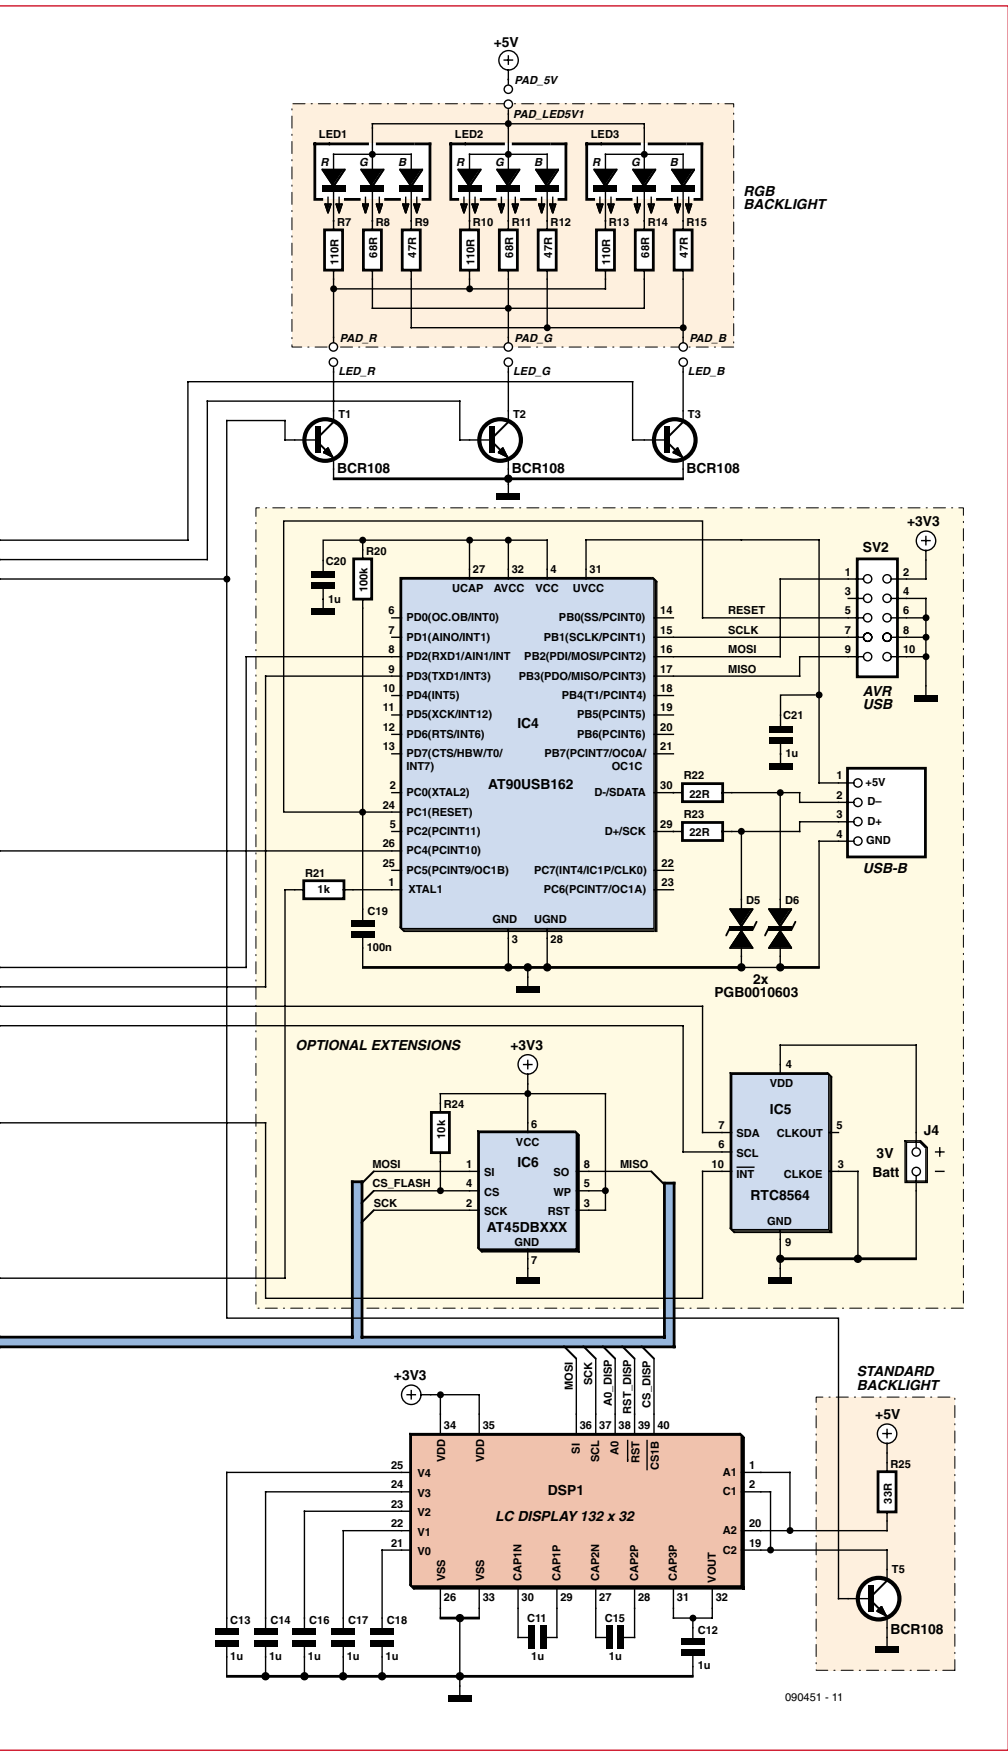 +5V
PAD_5V
PAD_LED5V1
LED1 LED2 LED3
R G B R G B R G B
RGB
BACKLIGHT
R7 R8 R9 R10 R11 R12 R13 R14 R15
110R 68R 47R 110R 68R 47R 110R 68R 47R
PAD_R PAD_G PAD_B
LED_R LED_G LED_B
T1 T2 T3
BCR108 BCR108 BCR108
+3V3
SV2
C20 1u
R20 100k
27 32 4 31
UCAP AVCC VCC UVCC
6 PD0(OC.OB/INT0) PB0(SS/PCINT0) 14
7 PD1(AINO/INT1) PB1(SCLK/PCINT1) 15
8 PD2(RXD1/AIN1/INT PB2(PDI/MOSI/PCINT2) 16
9 PD3(TXD1/INT3) PB3(PDO/MISO/PCINT3) 17
10 PD4(INT5) PB4(T1/PCINT4) 18
11 PD5(XCK/INT12) PB5(PCINT5) 19
12 PD6(RTS/INT6) PB6(PCINT6) 20
13 PD7(CTS/HBW/T0/ PB7(PCINT7/OC0A/ 21
INT7) OC1C
IC4
AT90USB162
2 PC0(XTAL2) D-/SDATA 30
24 PC1(RESET)
5 PC2(PCINT11) D+/SCK 29
26 PC4(PCINT10)
25 PC5(PCINT9/OC1B) PC7(INT4/IC1P/CLK0) 22
1 XTAL1 PC6(PCINT7/OC1A) 23
GND UGND
3 28
RESET
SCLK
MOSI
MISO
1 2
3 4
5 6
7 8
9 10
AVR
USB
C21
1u
R22
22R
R23
22R
1 +5V
2 D–
3 D+
4 GND
USB-B
R21
1k
C19
100n
D5 D6
2x
PGB0010603
OPTIONAL EXTENSIONS
+3V3
R24
10k
6
VCC
IC6
MOSI 1 SI SO 8 MISO
CS_FLASH 4 CS WP 5
SCK 2 SCK RST 3
AT45DBXXX
GND
7
4
VDD
IC5
7 SDA CLKOUT 5
6 SCL
10 INT CLKOE 3
RTC8564
GND
9
J4
3V +
Batt –
MOSI SCK A0_DISP RST_DISP CS_DISP
+3V3
34 35 36 37 38 39 40
VDD VDD SI SCL A0 RST CS1B
25 V4 A1 1
24 V3 C1 2
23 V2
22 V1 A2 20
21 V0 C2 19
DSP1
LC DISPLAY 132 x 32
VSS VSS CAP1N CAP1P CAP2N CAP2P CAP3P VOUT
26 33 30 29 27 28 31 32
C13 C14 C16 C17 C18
1u 1u 1u 1u 1u
C11
1u
C15
1u
C12
1u
STANDARD
BACKLIGHT
+5V
R25
33R
T5
BCR108
090451 - 11